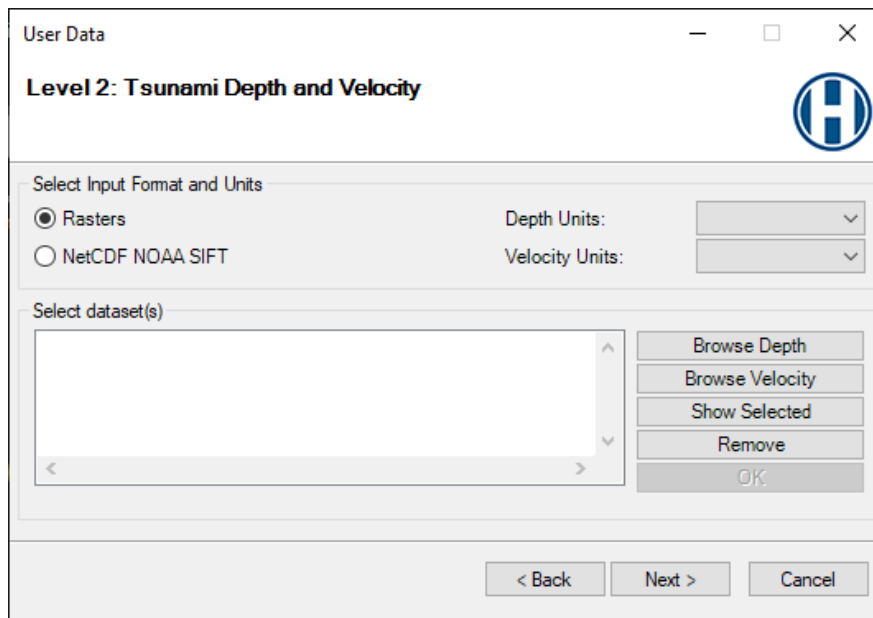 User Data
Level 2: Tsunami Depth and Velocity
Select Input Format and Units
Rasters
Depth Units:
NetCDF NOAA SIFT
Velocity Units:
Select dataset(s)
Browse Depth
Browse Velocity
Show Selected
Remove
OK
< Back
Next >
Cancel